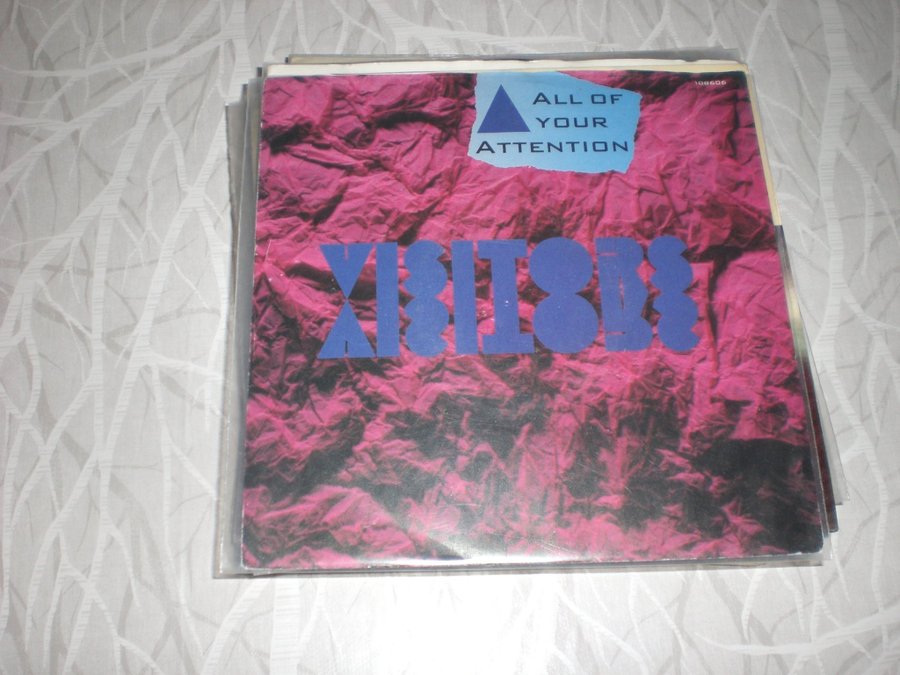 108605
ALL OF
YOUR
ATTENTION
VISITORS